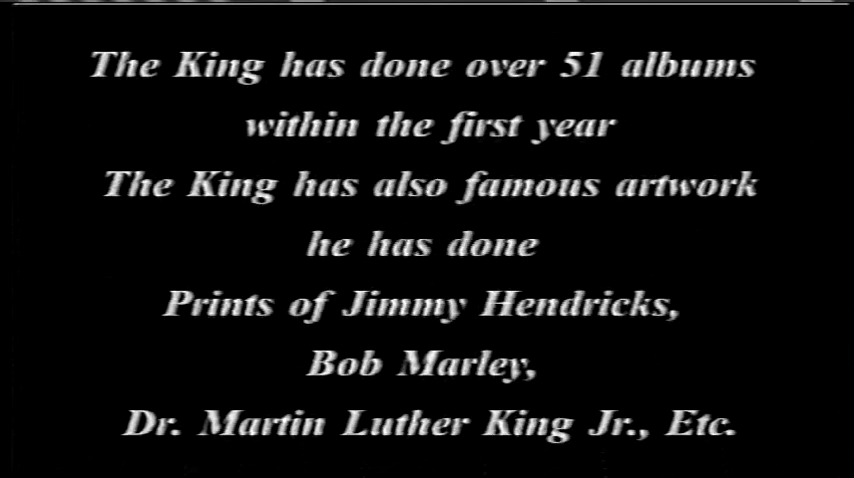 The King has done over 51 albums
within the first year
The King has also famous artwork
he has done
Prints of Jimmy Hendricks,
Bob Marley,
Dr. Martin Luther King Jr., Etc.